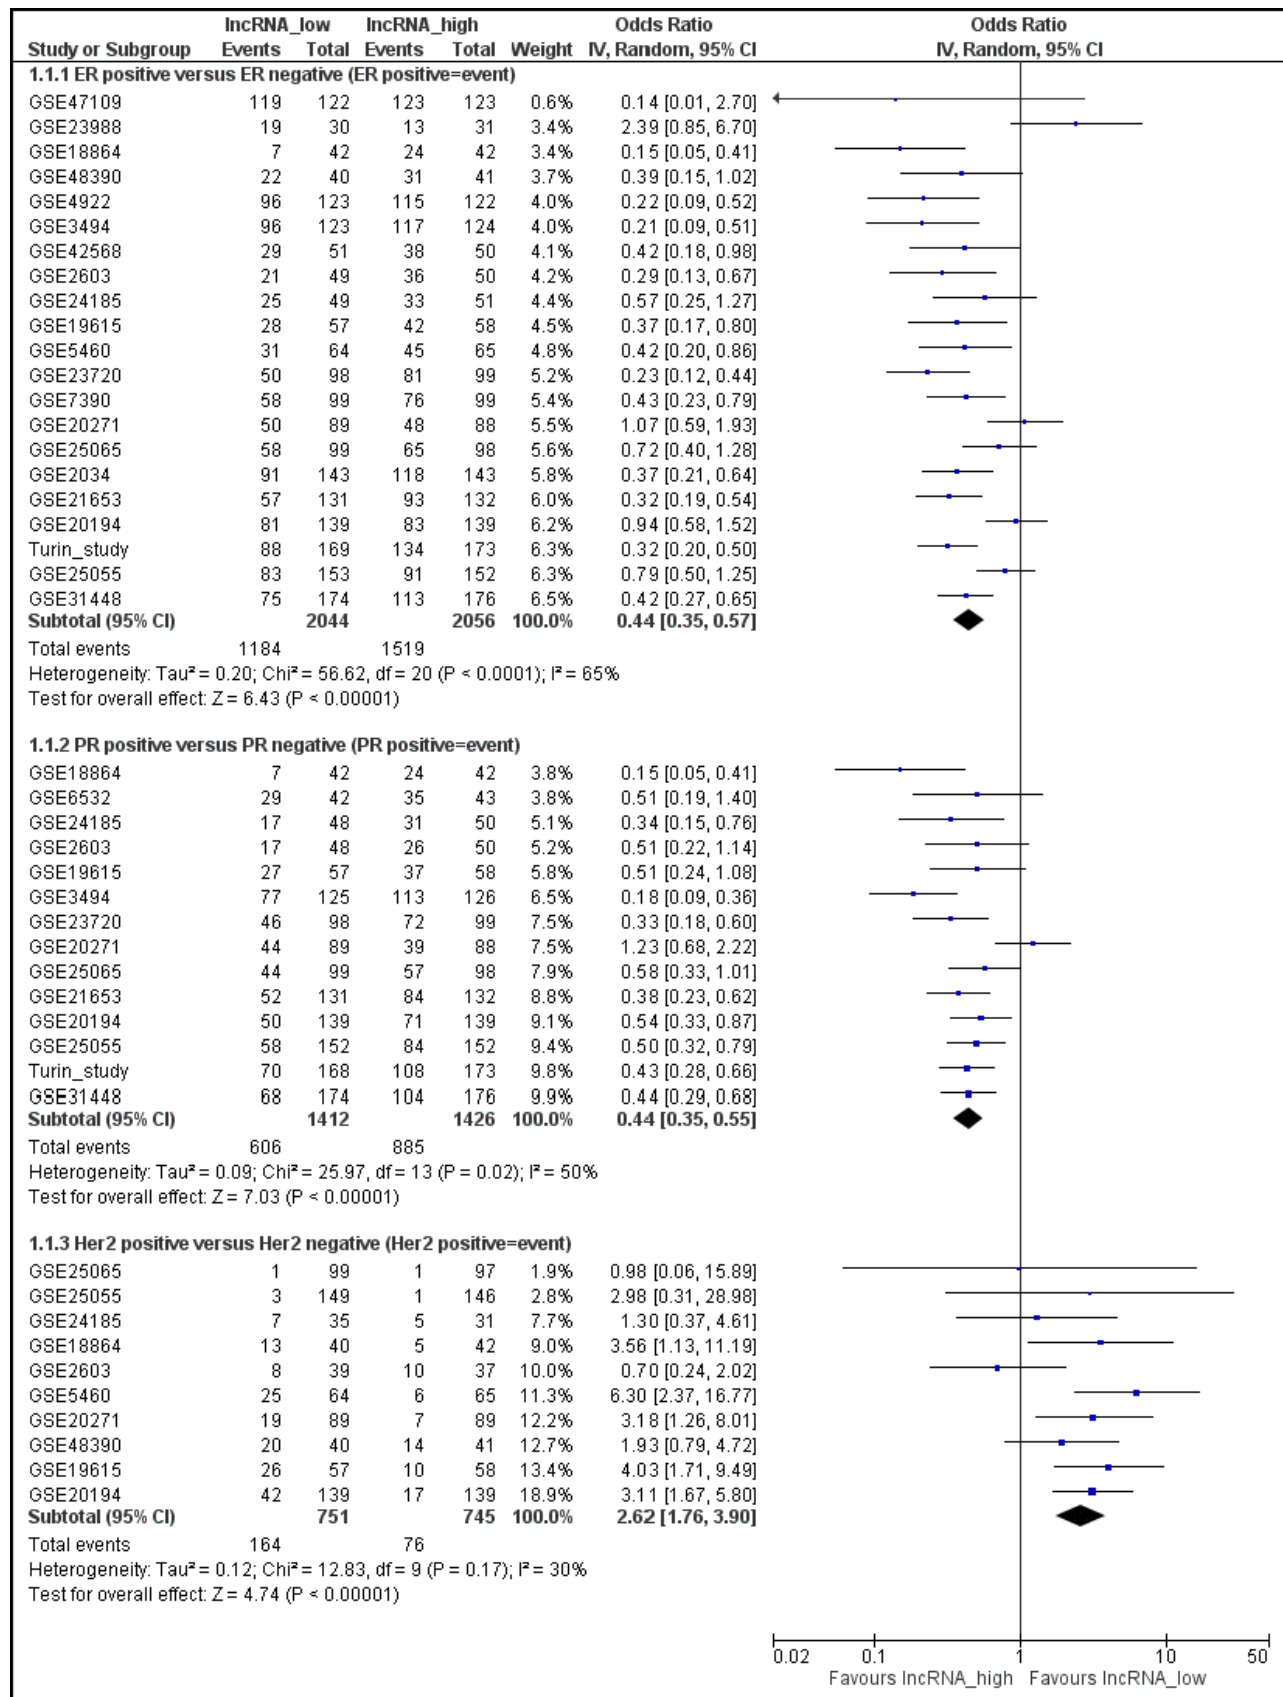 lncRNA_low lncRNA_high Odds Ratio Odds Ratio
Study or Subgroup Events Total Events Total Weight IV, Random, 95% CI IV, Random, 95% CI
1.1.1 ER positive versus ER negative (ER positive=event)
GSE47109 119 122 123 123 0.6% 0.14 [0.01, 2.70]
GSE23988 19 30 13 31 3.4% 2.39 [0.85, 6.70]
GSE18864 7 42 24 42 3.4% 0.15 [0.05, 0.41]
GSE48390 22 40 31 41 3.7% 0.39 [0.15, 1.02]
GSE4922 96 123 115 122 4.0% 0.22 [0.09, 0.52]
GSE3494 96 123 117 124 4.0% 0.21 [0.09, 0.51]
GSE42568 29 51 38 50 4.1% 0.42 [0.18, 0.98]
GSE2603 21 49 36 50 4.2% 0.29 [0.13, 0.67]
GSE24185 25 49 33 51 4.4% 0.57 [0.25, 1.27]
GSE19615 28 57 42 58 4.5% 0.37 [0.17, 0.80]
GSE5460 31 64 45 65 4.8% 0.42 [0.20, 0.86]
GSE23720 50 98 81 99 5.2% 0.23 [0.12, 0.44]
GSE7390 58 99 76 99 5.4% 0.43 [0.23, 0.79]
GSE20271 50 89 48 88 5.5% 1.07 [0.59, 1.93]
GSE25065 58 99 65 98 5.6% 0.72 [0.40, 1.28]
GSE2034 91 143 118 143 5.8% 0.37 [0.21, 0.64]
GSE21653 57 131 93 132 6.0% 0.32 [0.19, 0.54]
GSE20194 81 139 83 139 6.2% 0.94 [0.58, 1.52]
Turin_study 88 169 134 173 6.3% 0.32 [0.20, 0.50]
GSE25055 83 153 91 152 6.3% 0.79 [0.50, 1.25]
GSE31448 75 174 113 176 6.5% 0.42 [0.27, 0.65]
Subtotal (95% CI) 2044 2056 100.0% 0.44 [0.35, 0.57]
Total events 1184 1519
Heterogeneity: Tau² = 0.20; Chi² = 56.62, df = 20 (P < 0.0001); I² = 65%
Test for overall effect: Z = 6.43 (P < 0.00001)
1.1.2 PR positive versus PR negative (PR positive=event)
GSE18864 7 42 24 42 3.8% 0.15 [0.05, 0.41]
GSE6532 29 42 35 43 3.8% 0.51 [0.19, 1.40]
GSE24185 17 48 31 50 5.1% 0.34 [0.15, 0.76]
GSE2603 17 48 26 50 5.2% 0.51 [0.22, 1.14]
GSE19615 27 57 37 58 5.8% 0.51 [0.24, 1.08]
GSE3494 77 125 113 126 6.5% 0.18 [0.09, 0.36]
GSE23720 46 98 72 99 7.5% 0.33 [0.18, 0.60]
GSE20271 44 89 39 88 7.5% 1.23 [0.68, 2.22]
GSE25065 44 99 57 98 7.9% 0.58 [0.33, 1.01]
GSE21653 52 131 84 132 8.8% 0.38 [0.23, 0.62]
GSE20194 50 139 71 139 9.1% 0.54 [0.33, 0.87]
GSE25055 58 152 84 152 9.4% 0.50 [0.32, 0.79]
Turin_study 70 168 108 173 9.8% 0.43 [0.28, 0.66]
GSE31448 68 174 104 176 9.9% 0.44 [0.29, 0.68]
Subtotal (95% CI) 1412 1426 100.0% 0.44 [0.35, 0.55]
Total events 606 885
Heterogeneity: Tau² = 0.09; Chi² = 25.97, df = 13 (P = 0.02); I² = 50%
Test for overall effect: Z = 7.03 (P < 0.00001)
1.1.3 Her2 positive versus Her2 negative (Her2 positive=event)
GSE25065 1 99 1 97 1.9% 0.98 [0.06, 15.89]
GSE25055 3 149 1 146 2.8% 2.98 [0.31, 28.98]
GSE24185 7 35 5 31 7.7% 1.30 [0.37, 4.61]
GSE18864 13 40 5 42 9.0% 3.56 [1.13, 11.19]
GSE2603 8 39 10 37 10.0% 0.70 [0.24, 2.02]
GSE5460 25 64 6 65 11.3% 6.30 [2.37, 16.77]
GSE20271 19 89 7 89 12.2% 3.18 [1.26, 8.01]
GSE48390 20 40 14 41 12.7% 1.93 [0.79, 4.72]
GSE19615 26 57 10 58 13.4% 4.03 [1.71, 9.49]
GSE20194 42 139 17 139 18.9% 3.11 [1.67, 5.80]
Subtotal (95% CI) 751 745 100.0% 2.62 [1.76, 3.90]
Total events 164 76
Heterogeneity: Tau² = 0.12; Chi² = 12.83, df = 9 (P = 0.17); I² = 30%
Test for overall effect: Z = 4.74 (P < 0.00001)
0.02 0.1 1 10 50
Favours lncRNA_high Favours lncRNA_low